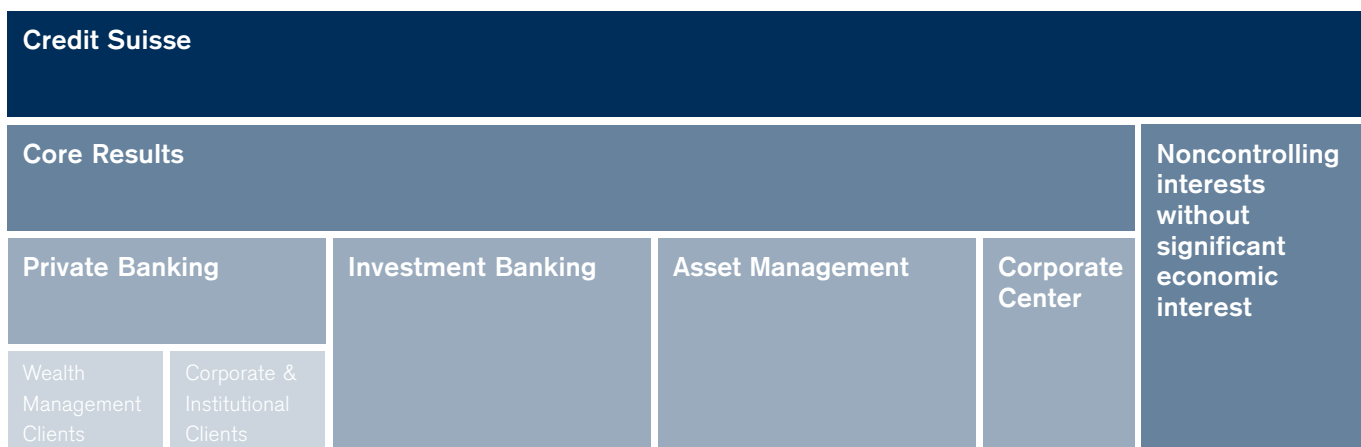 Credit Suisse
Core Results
Noncontrolling
interests
without
significant
economic
interest
Private Banking
Investment Banking
Asset Management
Corporate
Center
Wealth
Management
Clients
Corporate &
Institutional
Clients